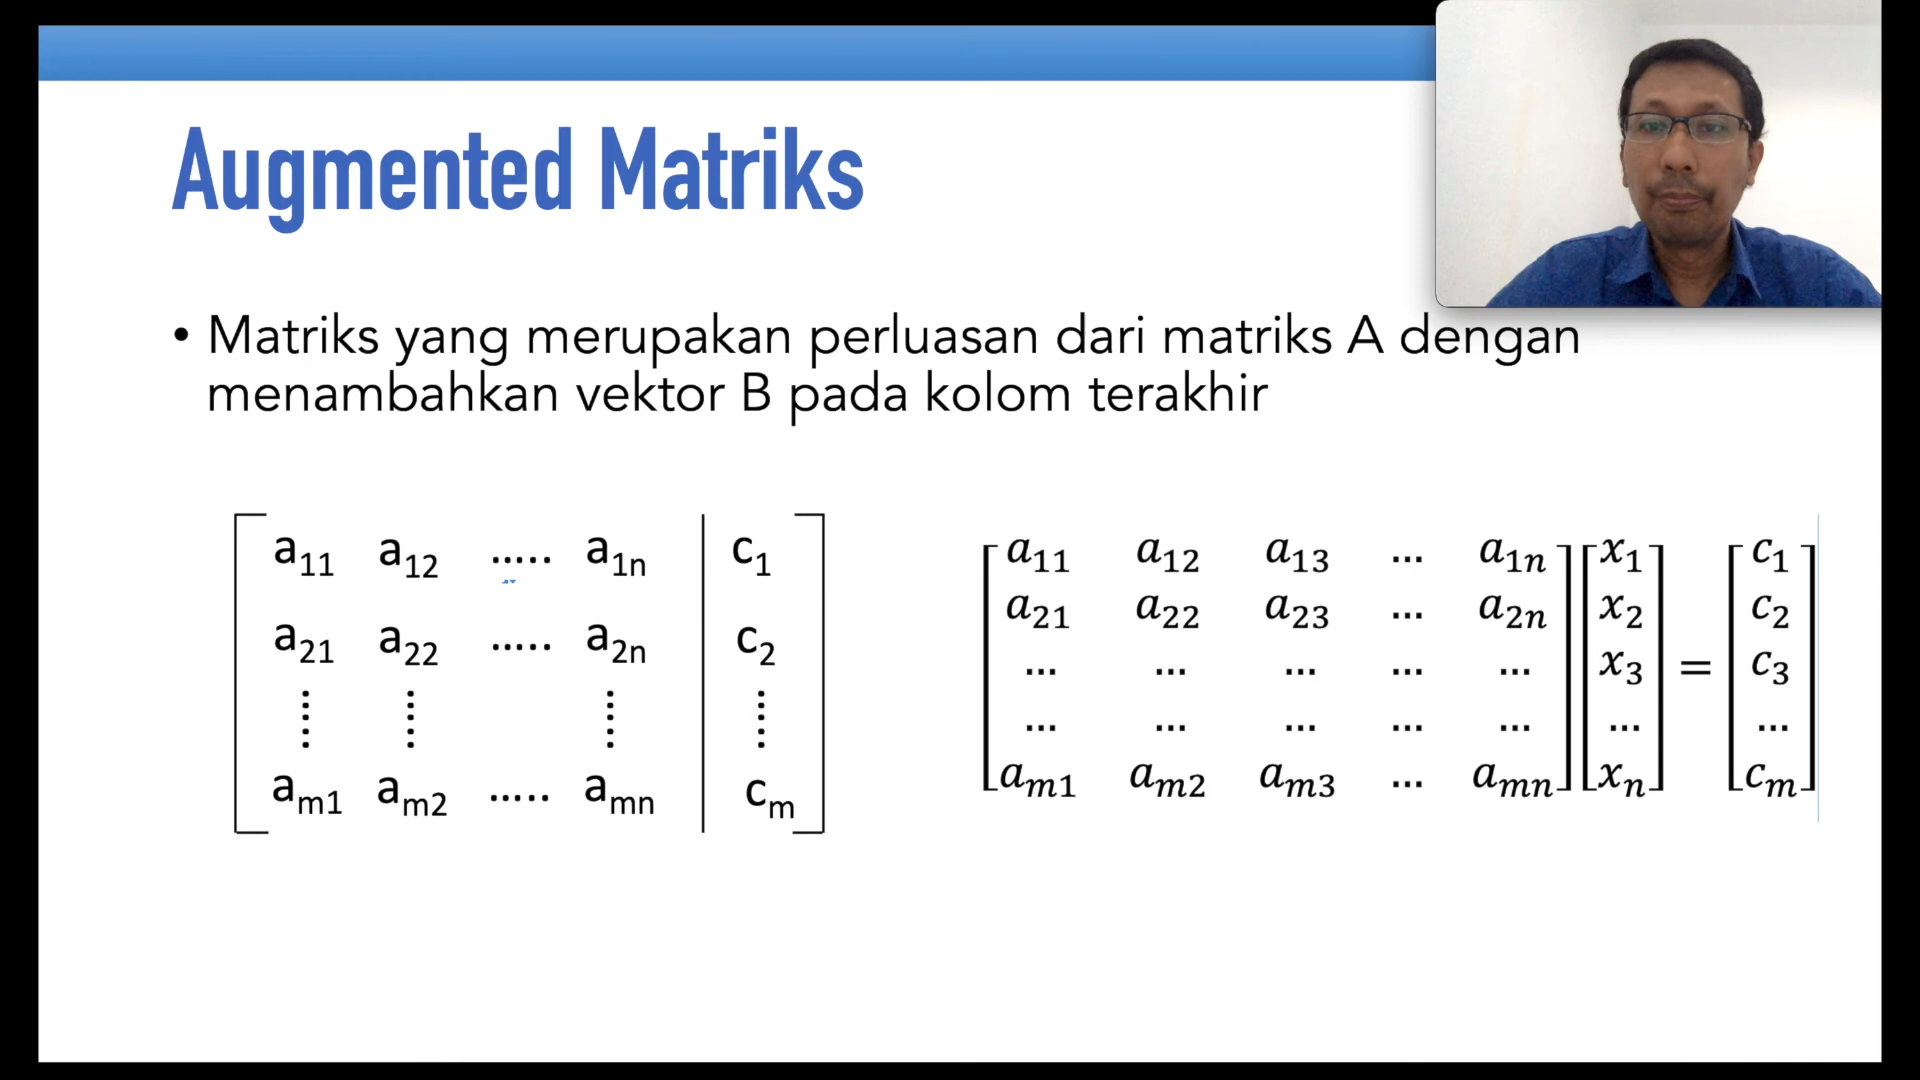 Augmented Matriks
• Matriks yang merupakan perluasan dari matriks A dengan
menambahkan vektor B pada kolom terakhir
a11 a12 ..... a1n | c1
a21 a22 ..... a2n | c2
⋮ ⋮ ⋮ | ⋮
am1 am2 ..... amn | cm
a11 a12 a13 ... a1n x1 c1
a21 a22 a23 ... a2n x2 c2
... ... ... ... ... x3 = c3
... ... ... ... ... ... ...
am1 am2 am3 ... amn xn cm